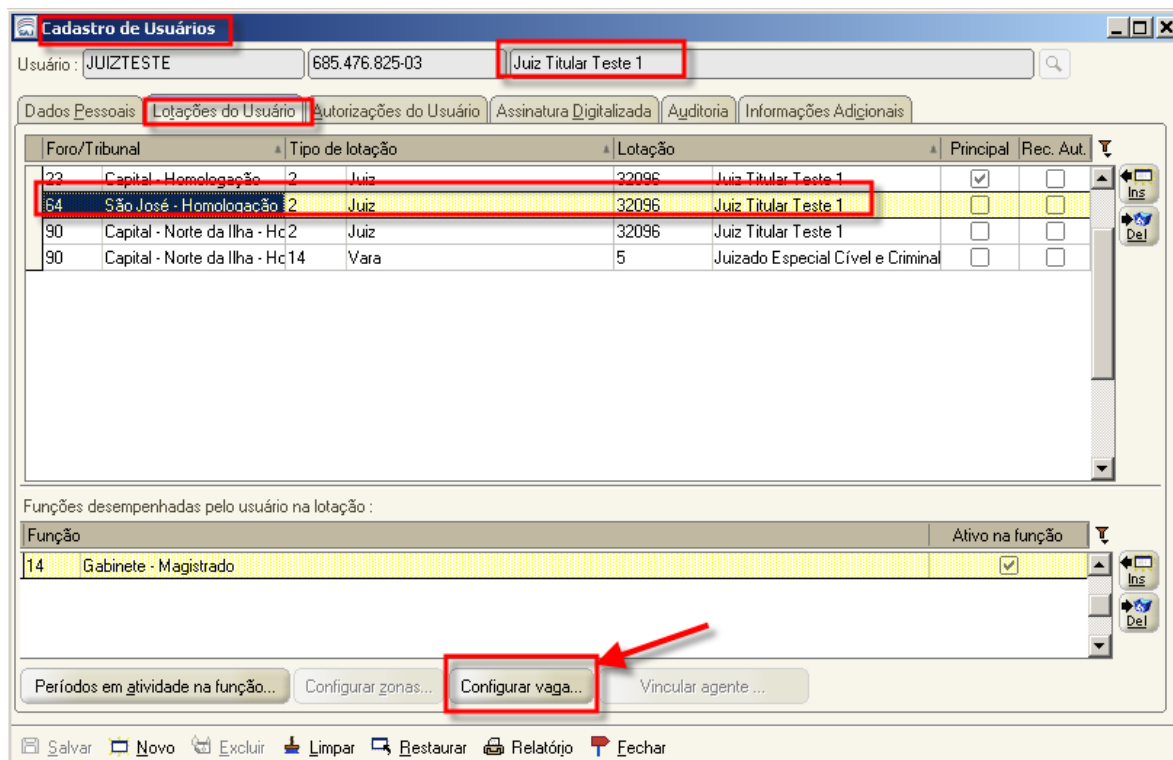 Cadastro de Usuários
Usuário : JUIZTESTE 685.476.825-03 Juiz Titular Teste 1
Dados Pessoais Lotações do Usuário Autorizações do Usuário Assinatura Digitalizada Auditoria Informações Adicionais
Foro/Tribunal Tipo de lotação Lotação Principal Rec. Aut.
23 Capital - Homologação 2 Juiz 32096 Juiz Titular Teste 1
Ins
64 São José - Homologação 2 Juiz 32096 Juiz Titular Teste 1
90 Capital - Norte da Ilha - Ho 2 Juiz 32096 Juiz Titular Teste 1
Del
90 Capital - Norte da Ilha - Ho 14 Vara 5 Juizado Especial Cível e Criminal
Funções desempenhadas pelo usuário na lotação :
Função Ativo na função
14 Gabinete - Magistrado
Ins
Del
Períodos em atividade na função... Configurar zonas... Configurar vaga... Vincular agente ...
Salvar Novo Excluir Limpar Restaurar Relatório Fechar